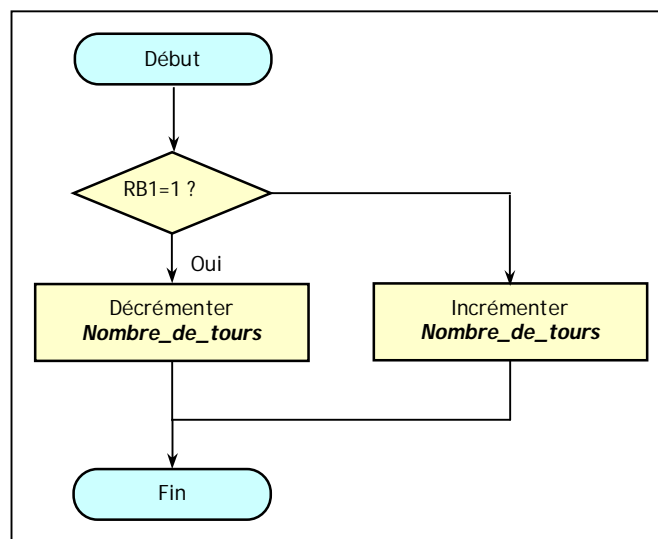 Début
RB1=1 ?
Oui
Décrémenter
Nombre_de_tours
Incrémenter
Nombre_de_tours
Fin